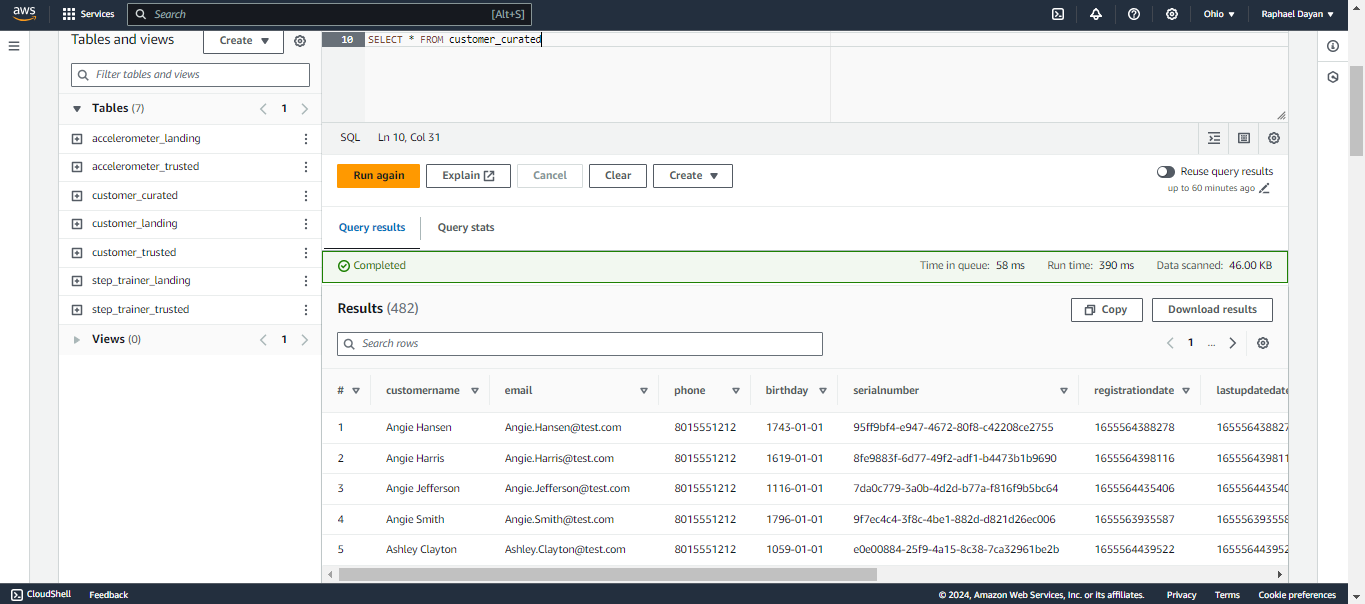 aws Services Search [Alt+S] Ohio Raphael Dayan
Tables and views Create
Filter tables and views
Tables (7) 1
accelerometer_landing
accelerometer_trusted
customer_curated
customer_landing
customer_trusted
step_trainer_landing
step_trainer_trusted
Views (0) 1
10 SELECT * FROM customer_curated
SQL Ln 10, Col 31
Run again Explain Cancel Clear Create
Reuse query results
up to 60 minutes ago
Query results Query stats
Completed Time in queue: 58 ms Run time: 390 ms Data scanned: 46.00 KB
Results (482) Copy Download results
Search rows 1 ...
# customername email phone birthday serialnumber registrationdate lastupdatedate
1 Angie Hansen Angie.Hansen@test.com 8015551212 1743-01-01 95ff9bf4-e947-4672-80f8-c42208ce2755 1655564388278 165556438827
2 Angie Harris Angie.Harris@test.com 8015551212 1619-01-01 8fe9883f-6d77-49f2-adf1-b4473b1b9690 1655564398116 165556439811
3 Angie Jefferson Angie.Jefferson@test.com 8015551212 1116-01-01 7da0c779-3a0b-4d2d-b77a-f816f9b5bc64 1655564435406 165556443540
4 Angie Smith Angie.Smith@test.com 8015551212 1796-01-01 9f7ec4c4-3f8c-4be1-882d-d821d26ec006 1655563935587 165556393558
5 Ashley Clayton Ashley.Clayton@test.com 8015551212 1059-01-01 e0e00884-25f9-4a15-8c38-7ca32961be2b 1655564439522 165556443952
CloudShell Feedback © 2024, Amazon Web Services, Inc. or its affiliates. Privacy Terms Cookie preferences